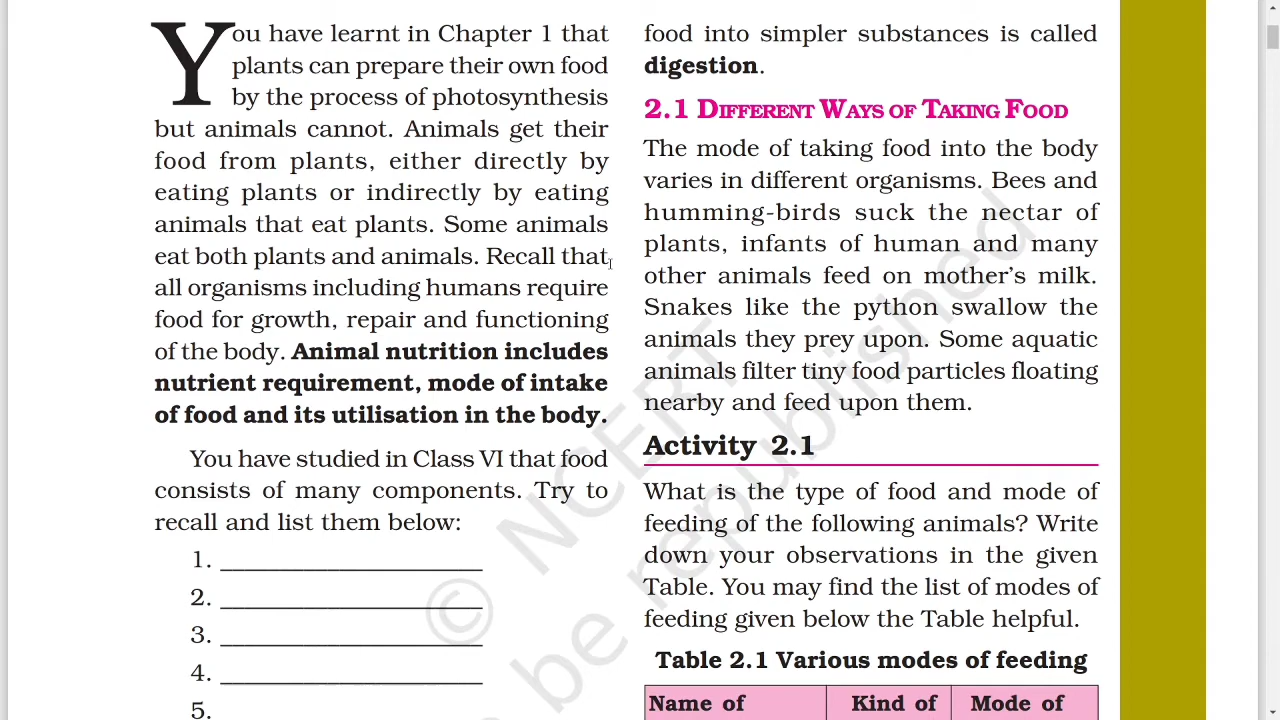 You have learnt in Chapter 1 that
plants can prepare their own food
by the process of photosynthesis
but animals cannot. Animals get their
food from plants, either directly by
eating plants or indirectly by eating
animals that eat plants. Some animals
eat both plants and animals. Recall that
all organisms including humans require
food for growth, repair and functioning
of the body. Animal nutrition includes
nutrient requirement, mode of intake
of food and its utilisation in the body.
You have studied in Class VI that food
consists of many components. Try to
recall and list them below:
1. ______________________
2. ______________________
3. ______________________
4. ______________________
5.
food into simpler substances is called
digestion.
2.1 DIFFERENT WAYS OF TAKING FOOD
The mode of taking food into the body
varies in different organisms. Bees and
humming-birds suck the nectar of
plants, infants of human and many
other animals feed on mother's milk.
Snakes like the python swallow the
animals they prey upon. Some aquatic
animals filter tiny food particles floating
nearby and feed upon them.
Activity 2.1
What is the type of food and mode of
feeding of the following animals? Write
down your observations in the given
Table. You may find the list of modes of
feeding given below the Table helpful.
Table 2.1 Various modes of feeding
Name of Kind of Mode of
© NCERT
be republished